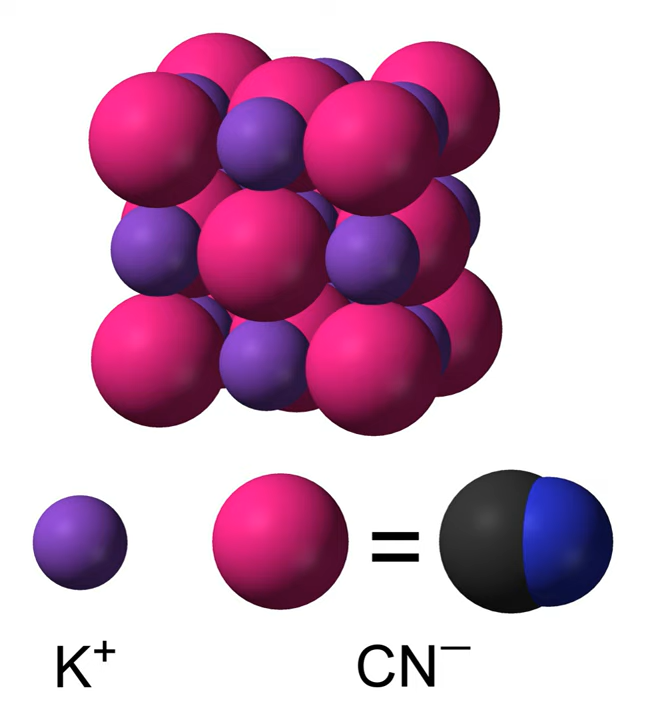 =
K⁺ CN⁻